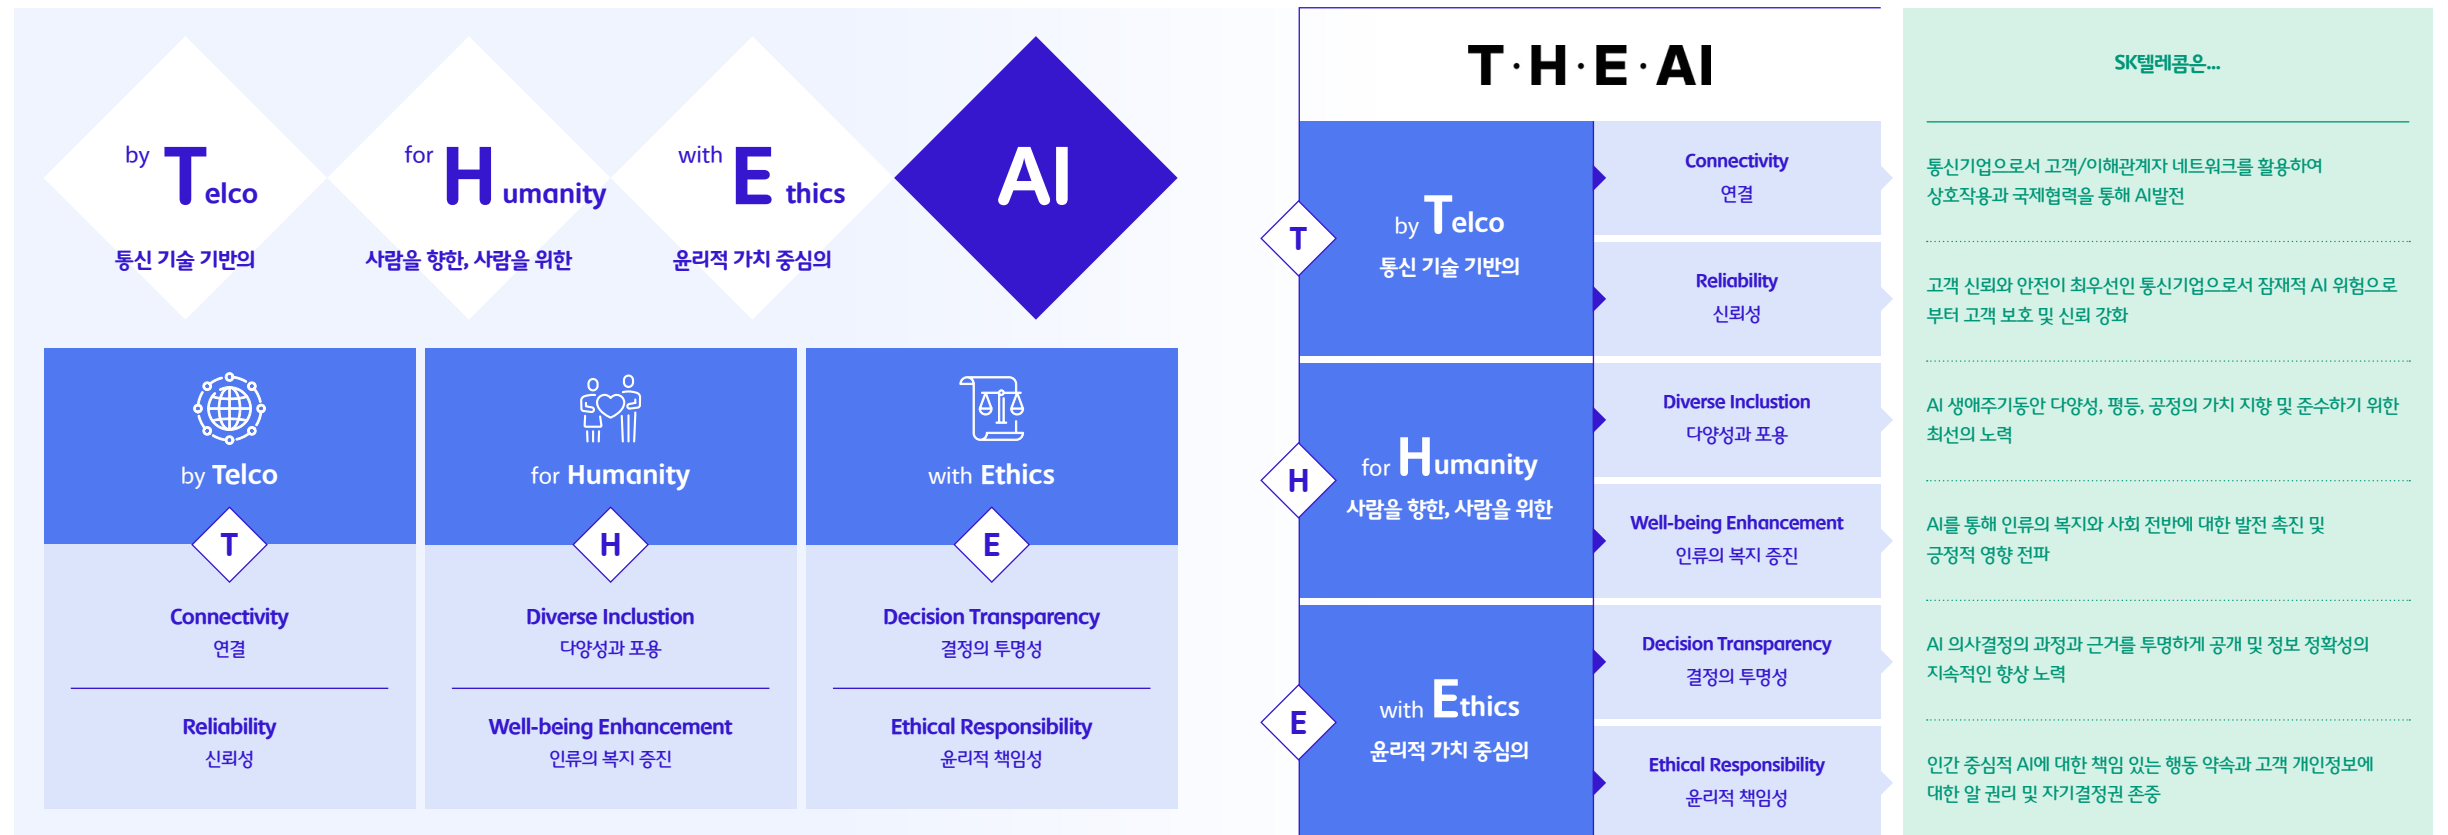 by Telco
통신 기술 기반의
for Humanity
사람을 향한, 사람을 위한
with Ethics
윤리적 가치 중심의
AI
by Telco
T
Connectivity
연결
Reliability
신뢰성
for Humanity
H
Diverse Inclustion
다양성과 포용
Well-being Enhancement
인류의 복지 증진
with Ethics
E
Decision Transparency
결정의 투명성
Ethical Responsibility
윤리적 책임성
T·H·E·AI
T
by Telco
통신 기술 기반의
Connectivity
연결
Reliability
신뢰성
H
for Humanity
사람을 향한, 사람을 위한
Diverse Inclustion
다양성과 포용
Well-being Enhancement
인류의 복지 증진
E
with Ethics
윤리적 가치 중심의
Decision Transparency
결정의 투명성
Ethical Responsibility
윤리적 책임성
SK텔레콤은...
통신기업으로서 고객/이해관계자 네트워크를 활용하여
상호작용과 국제협력을 통해 AI발전
고객 신뢰와 안전이 최우선인 통신기업으로서 잠재적 AI 위험으로
부터 고객 보호 및 신뢰 강화
AI 생애주기동안 다양성, 평등, 공정의 가치 지향 및 준수하기 위한
최선의 노력
AI를 통해 인류의 복지와 사회 전반에 대한 발전 촉진 및
긍정적 영향 전파
AI 의사결정의 과정과 근거를 투명하게 공개 및 정보 정확성의
지속적인 향상 노력
인간 중심적 AI에 대한 책임 있는 행동 약속과 고객 개인정보에
대한 알 권리 및 자기결정권 존중